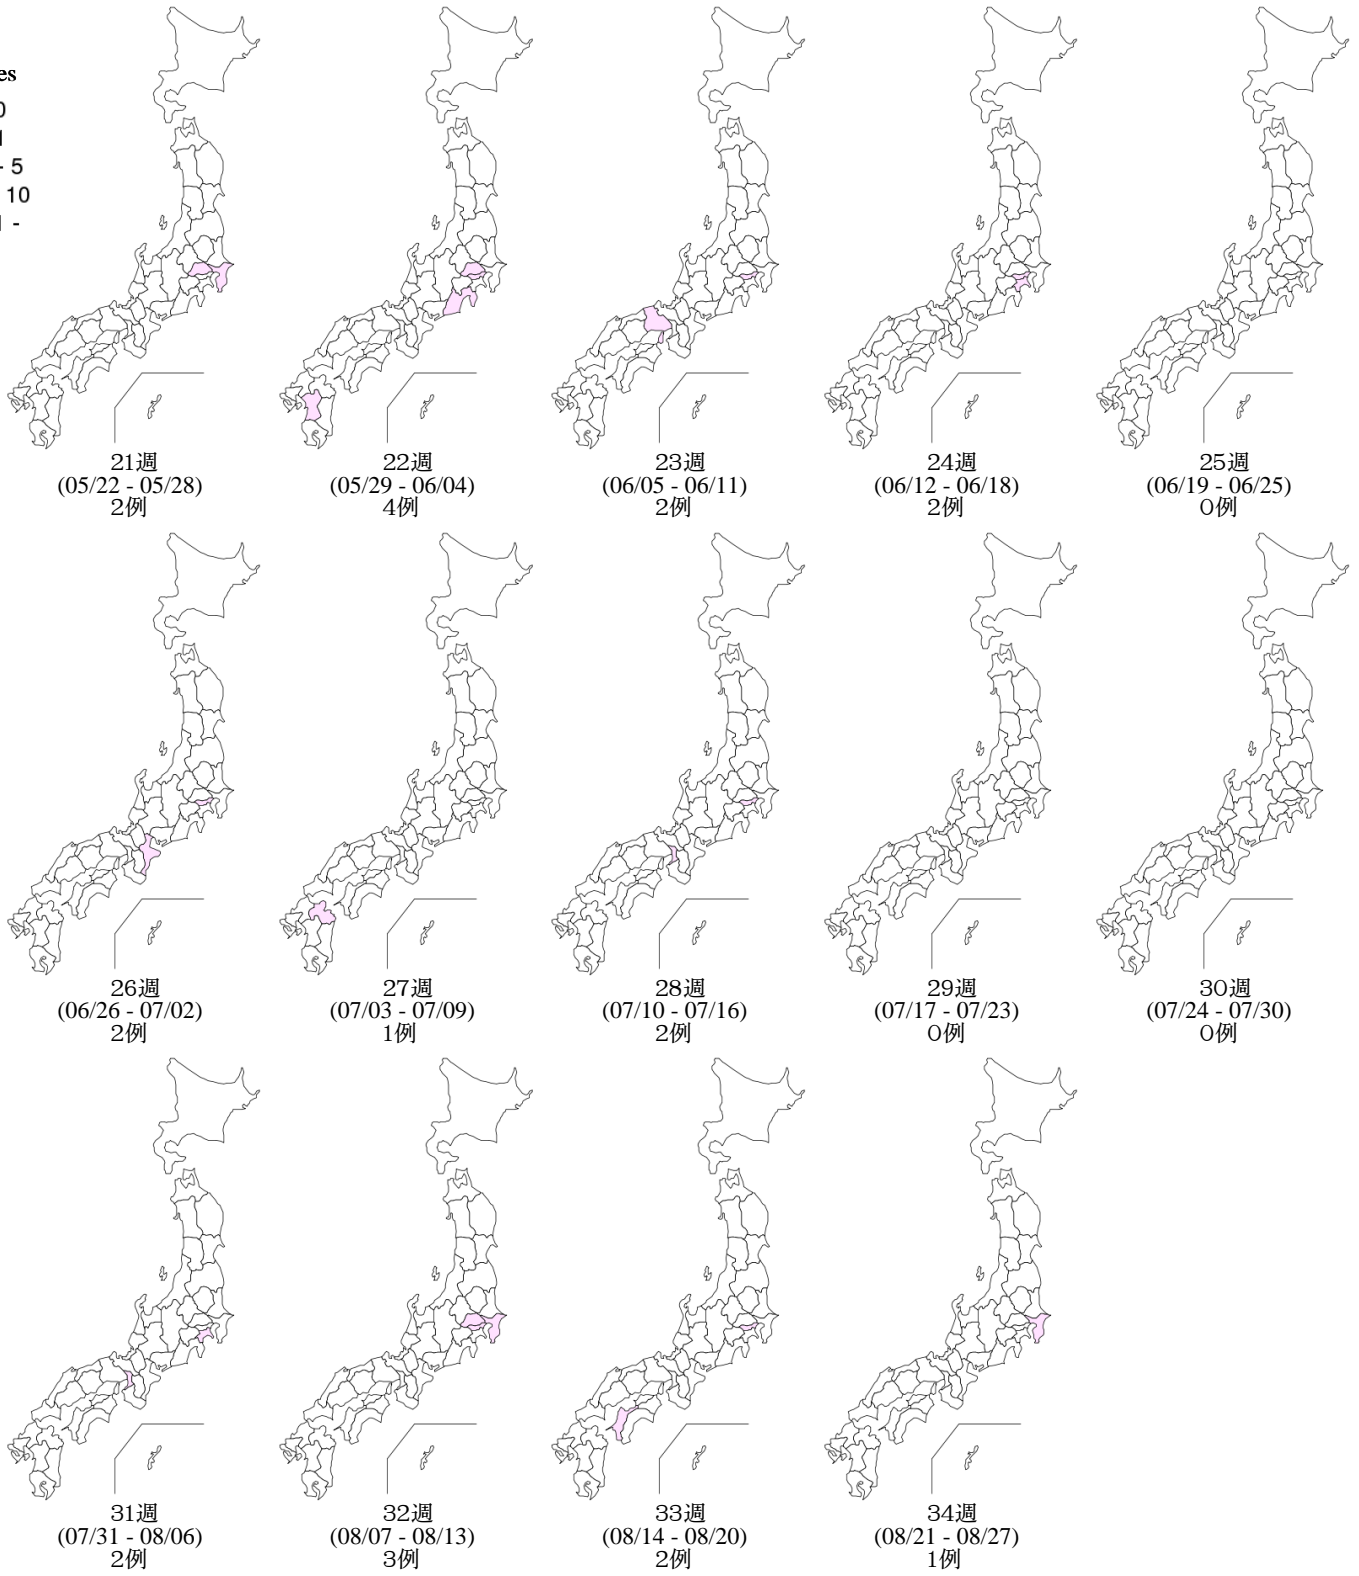 - 5
10
21週
(05/22 - 05/28)
2例
22週
(05/29 - 06/04)
4例
23週
(06/05 - 06/11)
2例
24週
(06/12 - 06/18)
2例
25週
(06/19 - 06/25)
0例
26週
(06/26 - 07/02)
2例
27週
(07/03 - 07/09)
1例
28週
(07/10 - 07/16)
2例
29週
(07/17 - 07/23)
0例
30週
(07/24 - 07/30)
0例
31週
(07/31 - 08/06)
2例
32週
(08/07 - 08/13)
3例
33週
(08/14 - 08/20)
2例
34週
(08/21 - 08/27)
1例